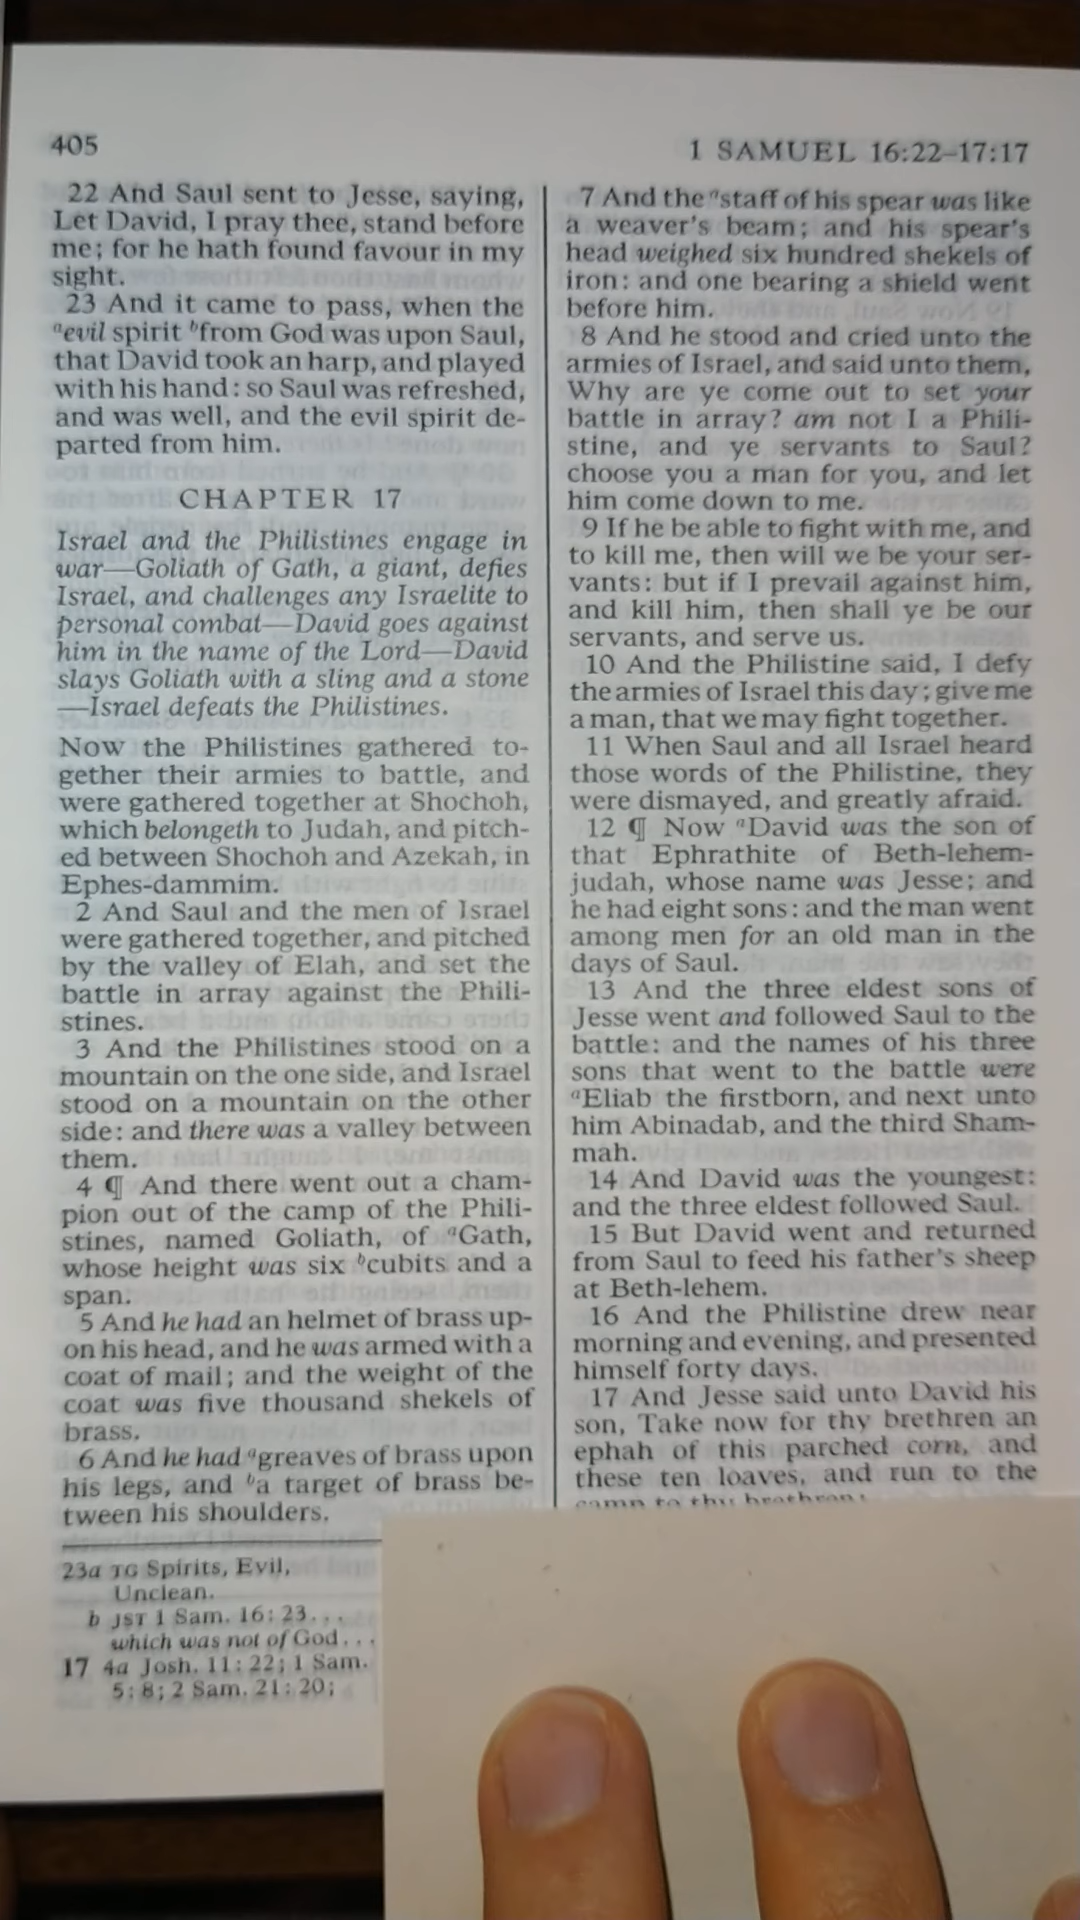 405
1 SAMUEL 16:22–17:17
22 And Saul sent to Jesse, saying,
Let David, I pray thee, stand before
me; for he hath found favour in my
sight.
23 And it came to pass, when the
ᵃevil spirit ᵇfrom God was upon Saul,
that David took an harp, and played
with his hand: so Saul was refreshed,
and was well, and the evil spirit de-
parted from him.
CHAPTER 17
Israel and the Philistines engage in
war—Goliath of Gath, a giant, defies
Israel, and challenges any Israelite to
personal combat—David goes against
him in the name of the Lord—David
slays Goliath with a sling and a stone
—Israel defeats the Philistines.
Now the Philistines gathered to-
gether their armies to battle, and
were gathered together at Shochoh,
which belongeth to Judah, and pitch-
ed between Shochoh and Azekah, in
Ephes-dammim.
2 And Saul and the men of Israel
were gathered together, and pitched
by the valley of Elah, and set the
battle in array against the Phili-
stines.
3 And the Philistines stood on a
mountain on the one side, and Israel
stood on a mountain on the other
side: and there was a valley between
them.
4 ¶ And there went out a cham-
pion out of the camp of the Phili-
stines, named Goliath, of ᵃGath,
whose height was six ᵇcubits and a
span.
5 And he had an helmet of brass up-
on his head, and he was armed with a
coat of mail; and the weight of the
coat was five thousand shekels of
brass.
6 And he had ᵃgreaves of brass upon
his legs, and ᵇa target of brass be-
tween his shoulders.
7 And the ᵃstaff of his spear was like
a weaver's beam; and his spear's
head weighed six hundred shekels of
iron: and one bearing a shield went
before him.
8 And he stood and cried unto the
armies of Israel, and said unto them,
Why are ye come out to set your
battle in array? am not I a Phili-
stine, and ye servants to Saul?
choose you a man for you, and let
him come down to me.
9 If he be able to fight with me, and
to kill me, then will we be your ser-
vants: but if I prevail against him,
and kill him, then shall ye be our
servants, and serve us.
10 And the Philistine said, I defy
the armies of Israel this day; give me
a man, that we may fight together.
11 When Saul and all Israel heard
those words of the Philistine, they
were dismayed, and greatly afraid.
12 ¶ Now ᵃDavid was the son of
that Ephrathite of Beth-lehem-
judah, whose name was Jesse; and
he had eight sons: and the man went
among men for an old man in the
days of Saul.
13 And the three eldest sons of
Jesse went and followed Saul to the
battle: and the names of his three
sons that went to the battle were
ᵃEliab the firstborn, and next unto
him Abinadab, and the third Sham-
mah.
14 And David was the youngest:
and the three eldest followed Saul.
15 But David went and returned
from Saul to feed his father's sheep
at Beth-lehem.
16 And the Philistine drew near
morning and evening, and presented
himself forty days.
17 And Jesse said unto David his
son, Take now for thy brethren an
ephah of this parched corn, and
these ten loaves, and run to the
camp to thy brethren;
23a TG Spirits, Evil,
Unclean.
b JST 1 Sam. 16: 23...
which was not of God...
17 4a Josh. 11: 22; 1 Sam.
5: 8; 2 Sam. 21: 20;